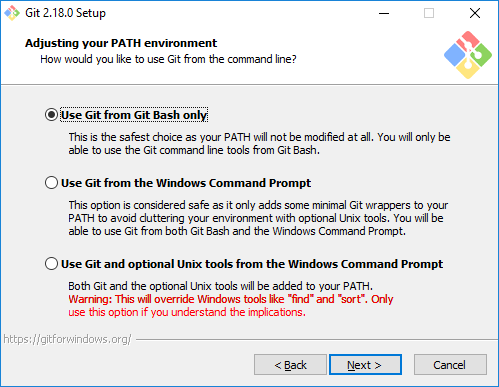 Git 2.18.0 Setup
Adjusting your PATH environment
How would you like to use Git from the command line?
Use Git from Git Bash only
This is the safest choice as your PATH will not be modified at all. You will only be
able to use the Git command line tools from Git Bash.
Use Git from the Windows Command Prompt
This option is considered safe as it only adds some minimal Git wrappers to your
PATH to avoid cluttering your environment with optional Unix tools. You will be
able to use Git from both Git Bash and the Windows Command Prompt.
Use Git and optional Unix tools from the Windows Command Prompt
Both Git and the optional Unix tools will be added to your PATH.
Warning: This will override Windows tools like "find" and "sort". Only
use this option if you understand the implications.
https://gitforwindows.org/
< Back
Next >
Cancel